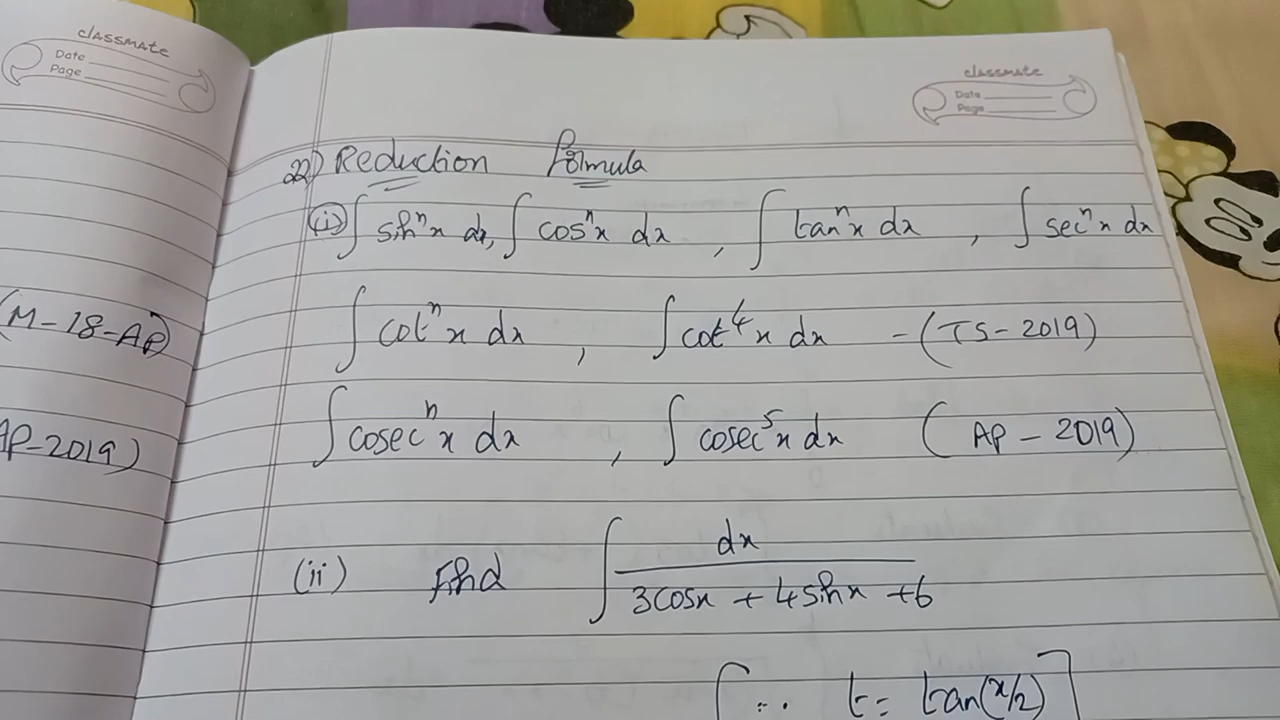 classmate
Date
Page
classmate
Date
Page
22) Reduction Formula
(i) ∫ sinⁿx dx, ∫ cosⁿx dx , ∫ tanⁿx dx , ∫ secⁿx dx
(M-18-AP)
∫ cotⁿx dx , ∫ cot⁴x dx - (TS-2019)
AP-2019)
∫ cosecⁿx dx , ∫ cosec⁵x dx (AP-2019)
(ii) Find ∫ dx / 3cosx + 4sinx + 6
[∵ t = tan(x/2)]